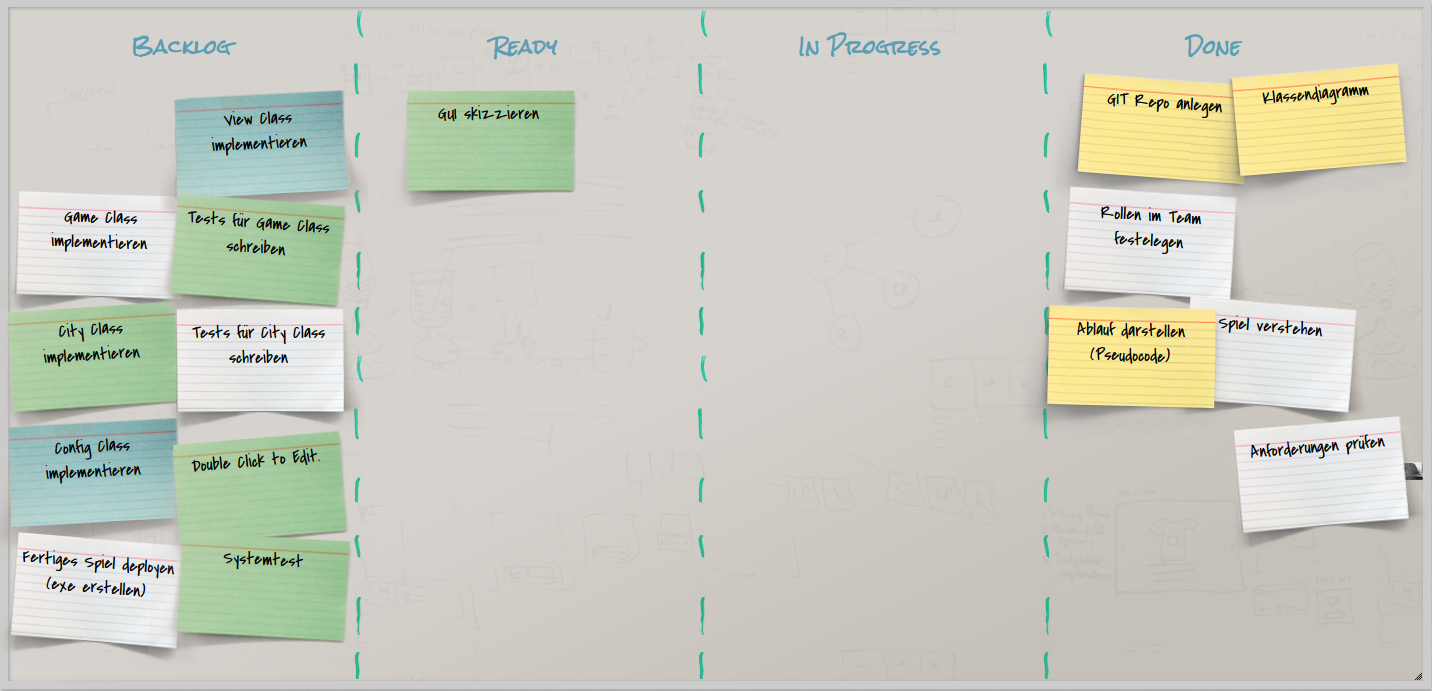 Backlog
Ready
In Progress
Done
View Class
implementieren
Game Class
implementieren
Tests für Game Class
schreiben
City Class
implementieren
Tests für City Class
schreiben
Config Class
implementieren
Double Click to Edit.
Fertiges Spiel deployen
(exe erstellen)
Systemtest
GUI skizzieren
GIT Repo anlegen
Klassendiagramm
Rollen im Team
festelegen
Ablauf darstellen
(Pseudocode)
Spiel verstehen
Anforderungen prüfen